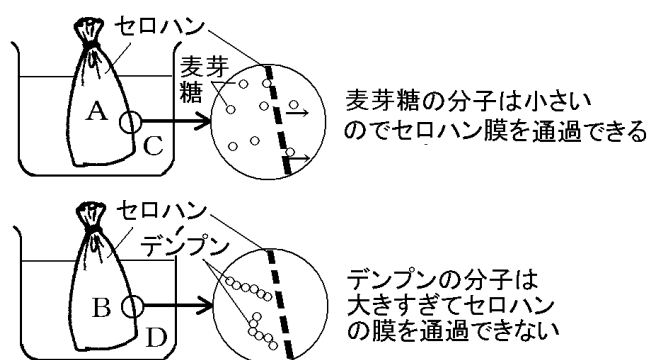 セロハン
麦芽
糖
A
C
麦芽糖の分子は小さい
のでセロハン膜を通過できる
セロハン
デンプン
B
D
デンプンの分子は
大きすぎてセロハン
の膜を通過できない